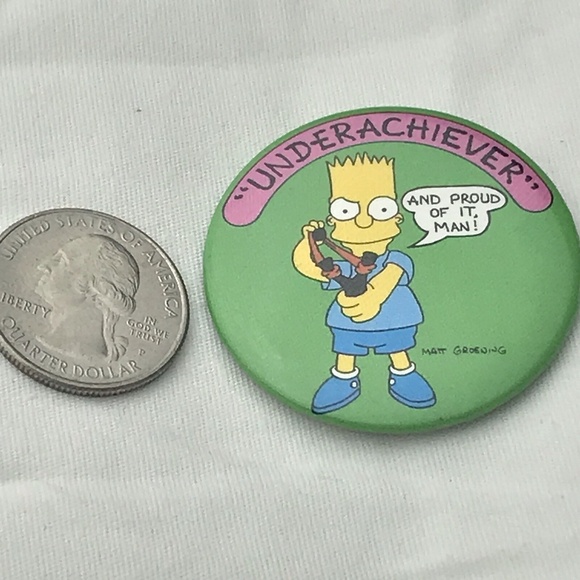 "UNDERACHIEVER"
AND PROUD
OF IT,
MAN!
MATT GROENING
UNITED STATES OF AMERICA
LIBERTY
IN
GOD WE
TRUST
P
QUARTER DOLLAR